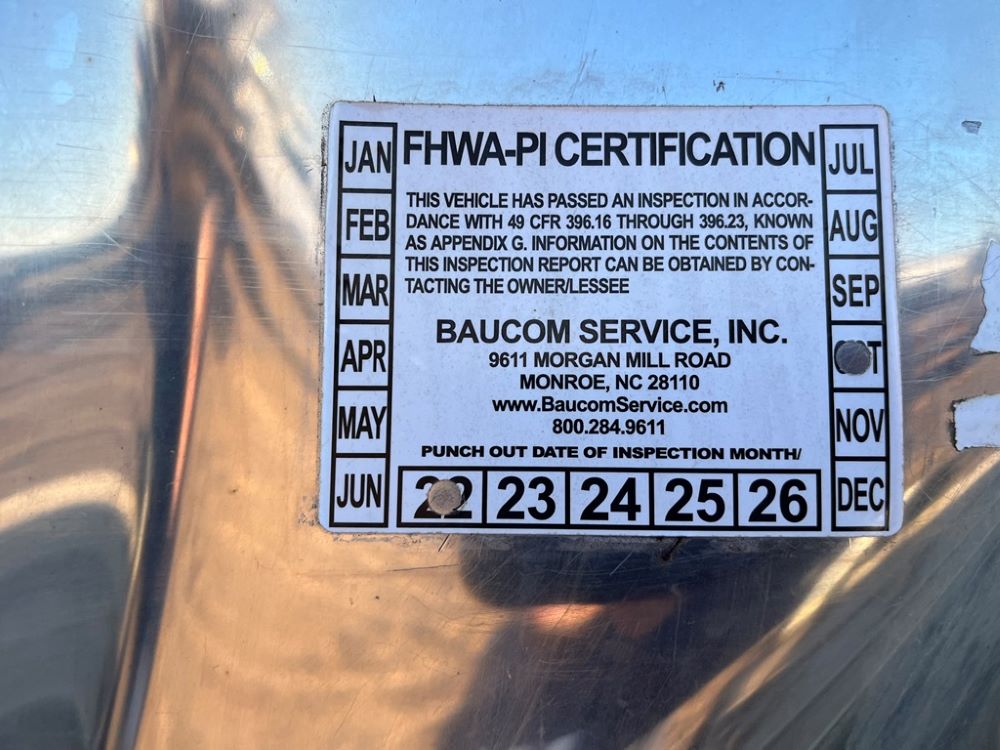 FHWA-PI CERTIFICATION
THIS VEHICLE HAS PASSED AN INSPECTION IN ACCOR-
DANCE WITH 49 CFR 396.16 THROUGH 396.23, KNOWN
AS APPENDIX G. INFORMATION ON THE CONTENTS OF
THIS INSPECTION REPORT CAN BE OBTAINED BY CON-
TACTING THE OWNER/LESSEE
BAUCOM SERVICE, INC.
9611 MORGAN MILL ROAD
MONROE, NC 28110
www.BaucomService.com
800.284.9611
PUNCH OUT DATE OF INSPECTION MONTH/
JAN
FEB
MAR
APR
MAY
JUN
22 23 24 25 26
JUL
AUG
SEP
OCT
NOV
DEC